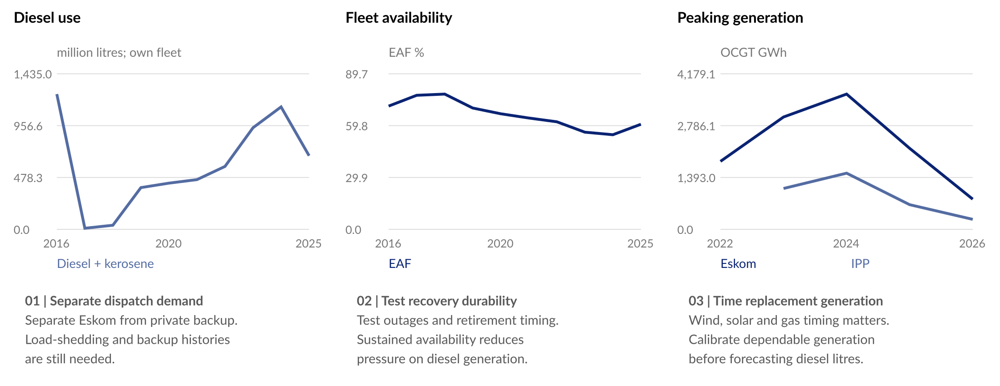 Diesel use
million litres; own fleet
1,435.0
956.6
478.3
0.0
2016
2020
2025
Diesel + kerosene
01 | Separate dispatch demand
Separate Eskom from private backup.
Load-shedding and backup histories
are still needed.
Fleet availability
EAF %
89.7
59.8
29.9
0.0
2016
2020
2025
EAF
02 | Test recovery durability
Test outages and retirement timing.
Sustained availability reduces
pressure on diesel generation.
Peaking generation
OCGT GWh
4,179.1
2,786.1
1,393.0
0.0
2022
2024
2026
Eskom
IPP
03 | Time replacement generation
Wind, solar and gas timing matters.
Calibrate dependable generation
before forecasting diesel litres.